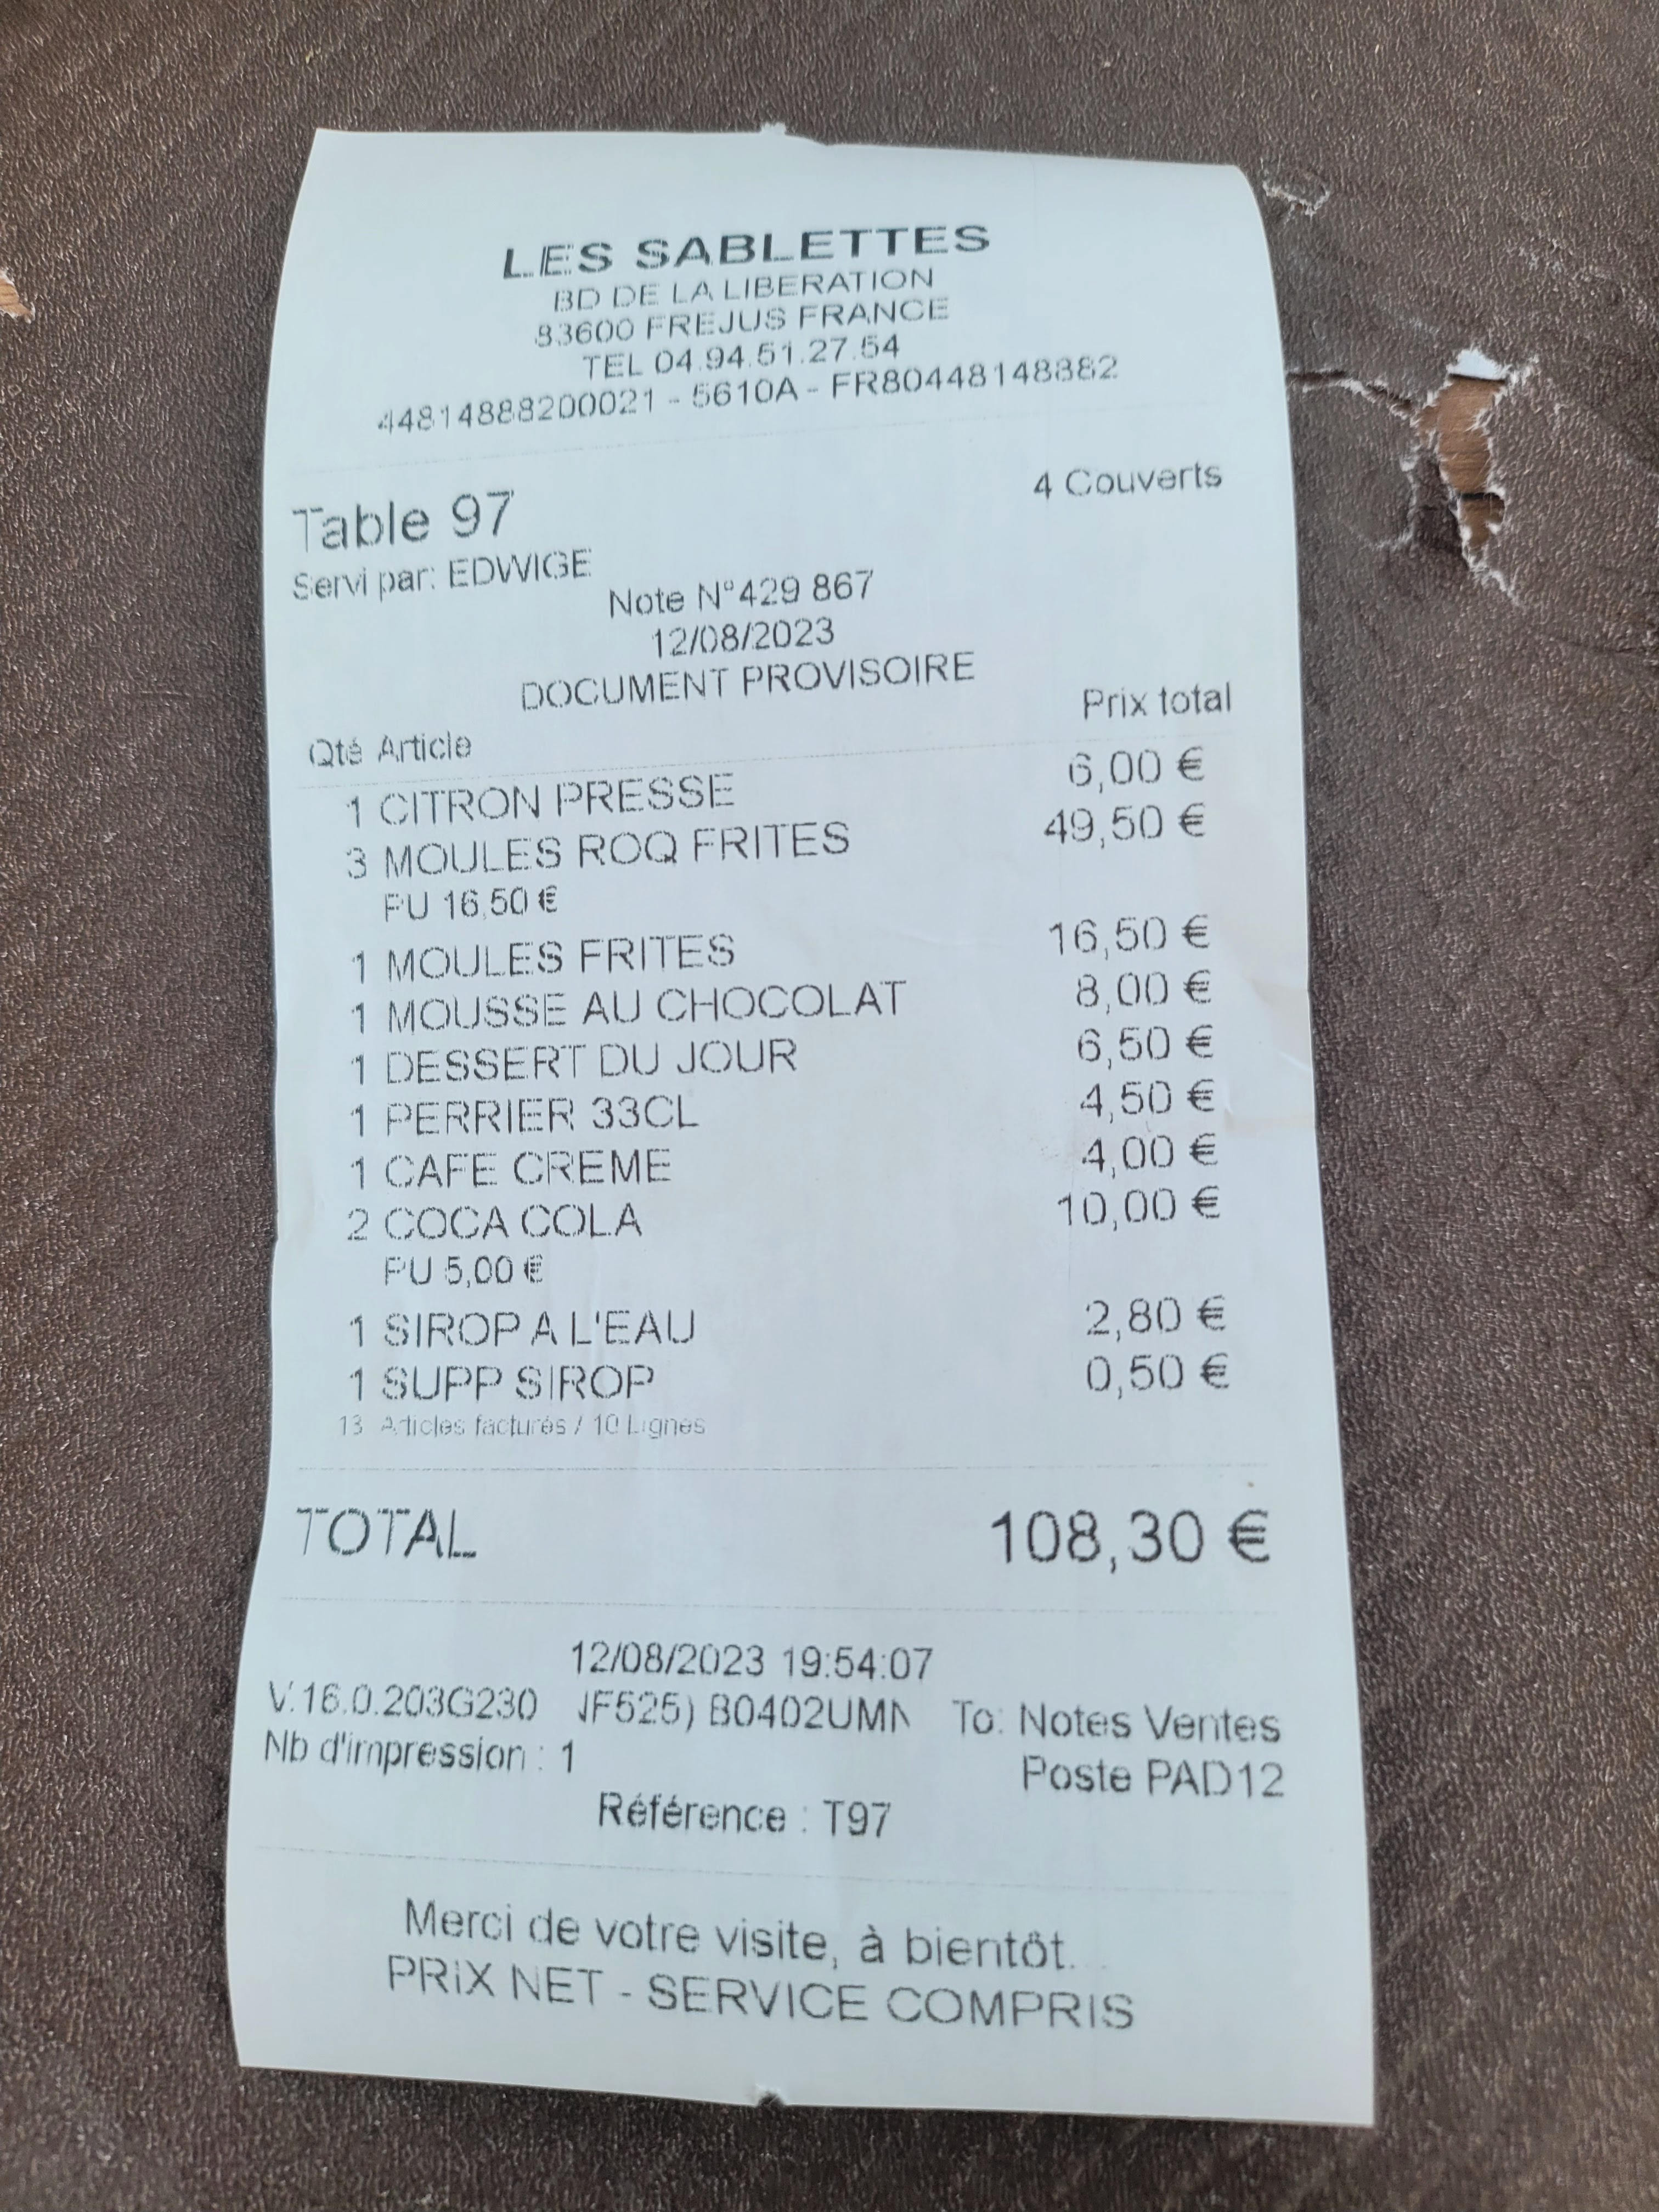 LES SABLETTES
BD DE LA LIBERATION
83600 FREJUS FRANCE
TEL 04.94.51.27.54
44814888200021 - 5610A - FR80448148882
4 Couverts
Table 97
Servi par: EDWIGE
Note N°429 867
12/08/2023
DOCUMENT PROVISOIRE
Qté Article Prix total
1 CITRON PRESSE 6,00 €
3 MOULES ROQ FRITES 49,50 €
PU 16,50 €
1 MOULES FRITES 16,50 €
1 MOUSSE AU CHOCOLAT 8,00 €
1 DESSERT DU JOUR 6,50 €
1 PERRIER 33CL 4,50 €
1 CAFE CREME 4,00 €
2 COCA COLA 10,00 €
PU 5,00 €
1 SIROP A L'EAU 2,80 €
1 SUPP SIROP 0,50 €
13 Articles facturés / 10 Lignes
TOTAL 108,30 €
12/08/2023 19:54:07
V.16.0.203G230 NF525) B0402UMN To: Notes Ventes
Nb d'impression : 1 Poste PAD12
Référence : T97
Merci de votre visite, à bientôt.
PRIX NET - SERVICE COMPRIS